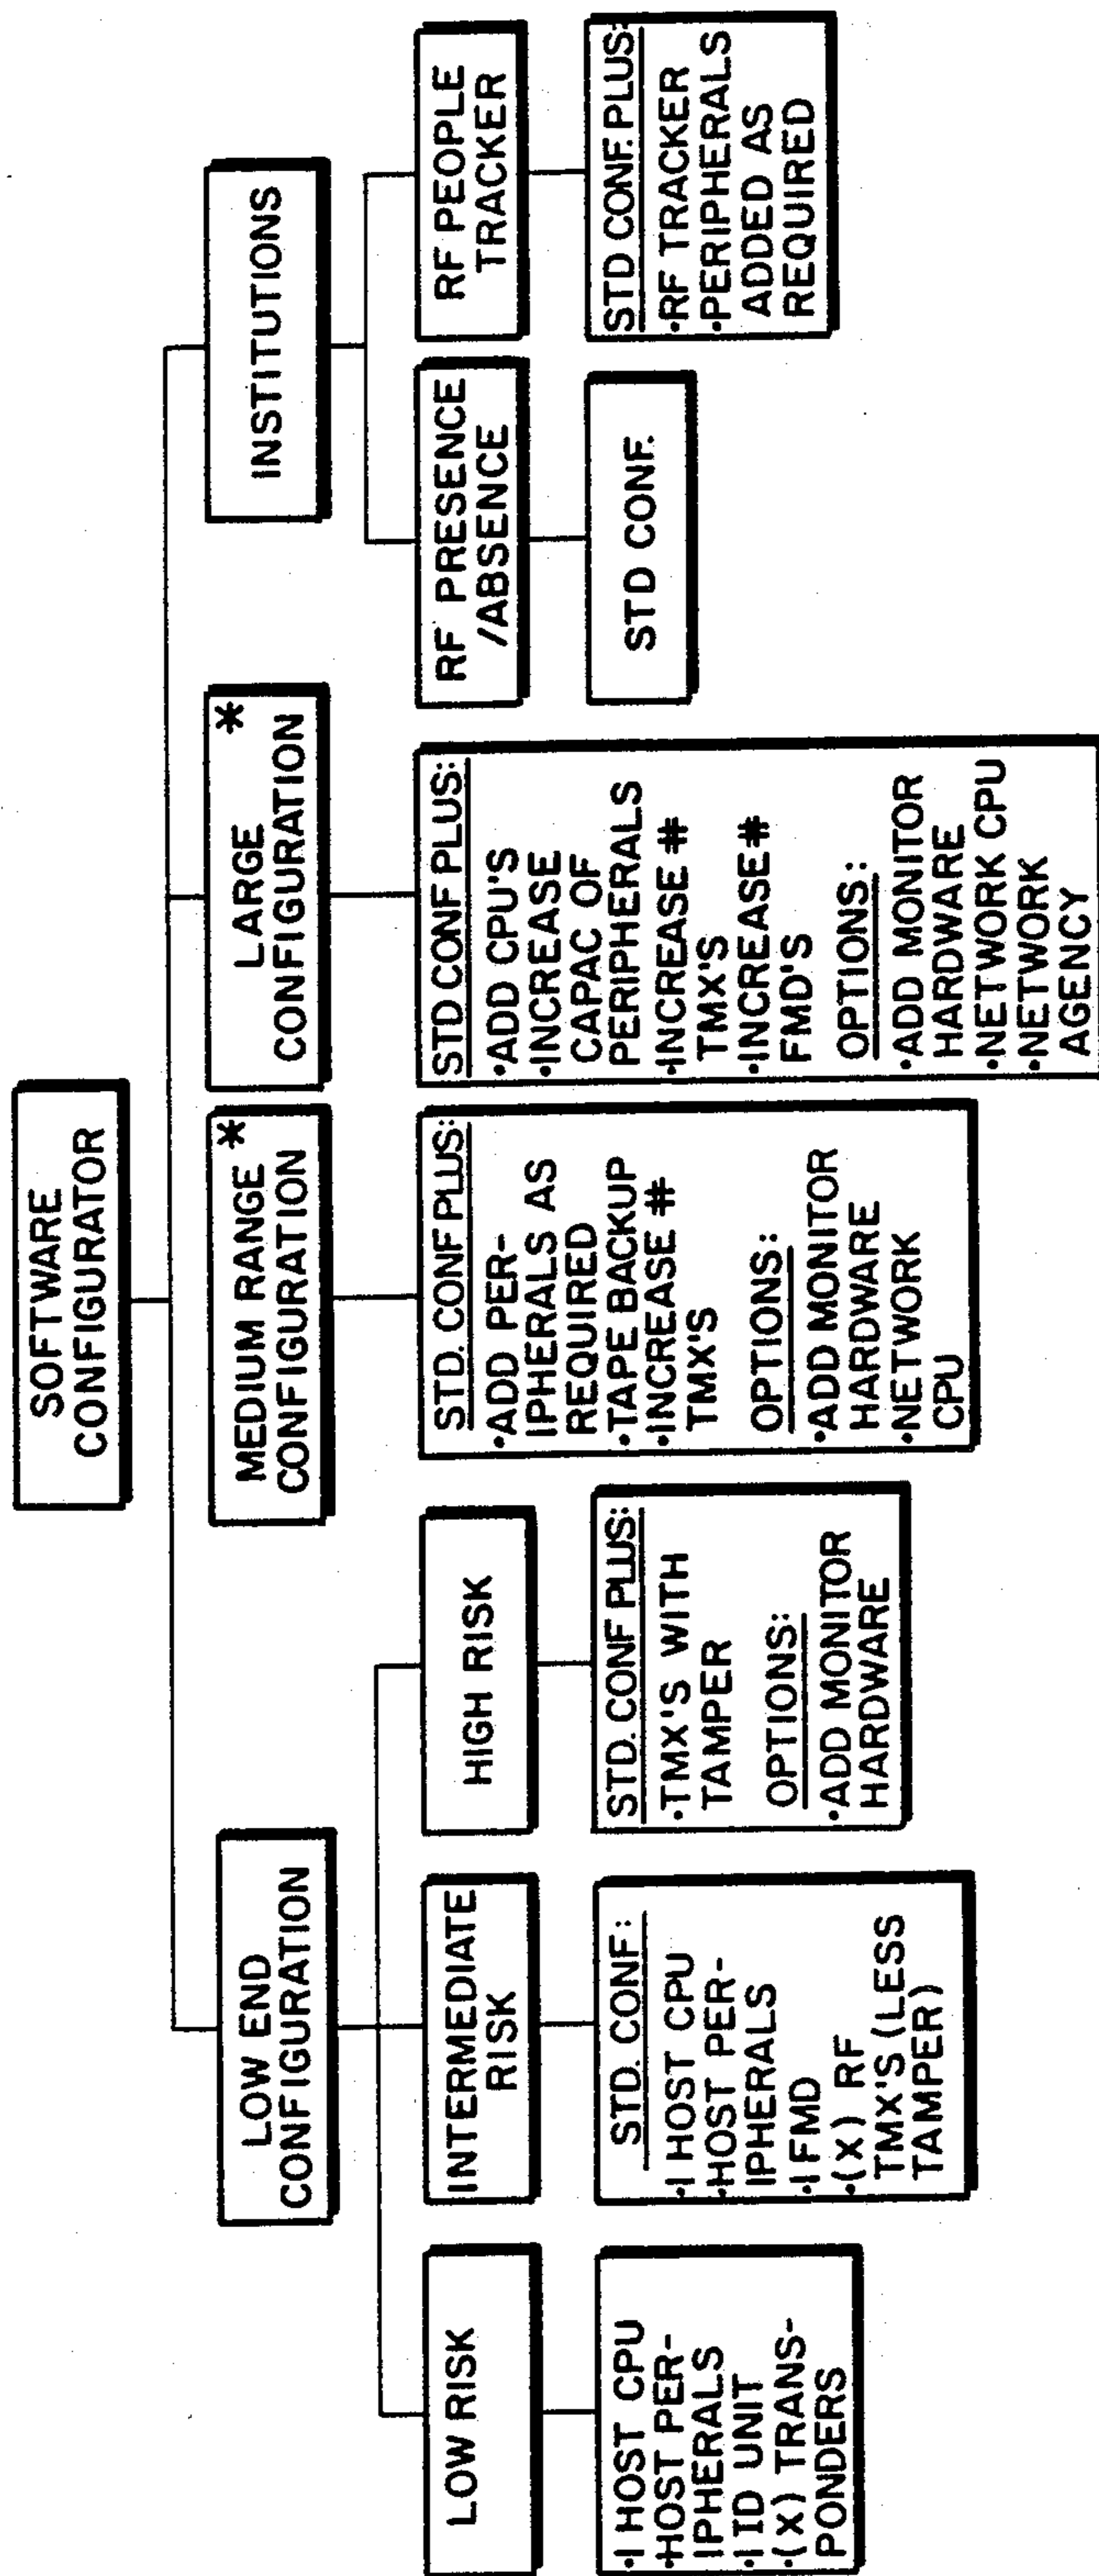 SOFTWARE
CONFIGURATOR
LOW END
CONFIGURATION
MEDIUM RANGE *
CONFIGURATION
LARGE *
CONFIGURATION
INSTITUTIONS
LOW RISK
INTERMEDIATE
RISK
HIGH RISK
RF PRESENCE
/ABSENCE
RF PEOPLE
TRACKER
•1 HOST CPU
•HOST PER-
IPHERALS
•1 ID UNIT
•(X) TRANS-
PONDERS
STD. CONF:
•1 HOST CPU
•HOST PER-
IPHERALS
•1 FMD
•(X) RF
TMX'S (LESS
TAMPER)
STD. CONF PLUS:
•TMX'S WITH
TAMPER
OPTIONS:
•ADD MONITOR
HARDWARE
STD. CONF PLUS:
•ADD PER-
IPHERALS AS
REQUIRED
•TAPE BACKUP
•INCREASE #
TMX'S
OPTIONS:
•ADD MONITOR
HARDWARE
•NETWORK
CPU
STD CONF PLUS:
•ADD CPU'S
•INCREASE
CAPAC OF
PERIPHERALS
•INCREASE #
TMX'S
•INCREASE #
FMD'S
OPTIONS:
•ADD MONITOR
HARDWARE
•NETWORK CPU
•NETWORK
AGENCY
STD CONF.
STD CONF. PLUS:
•RF TRACKER
•PERIPHERALS
ADDED AS
REQUIRED